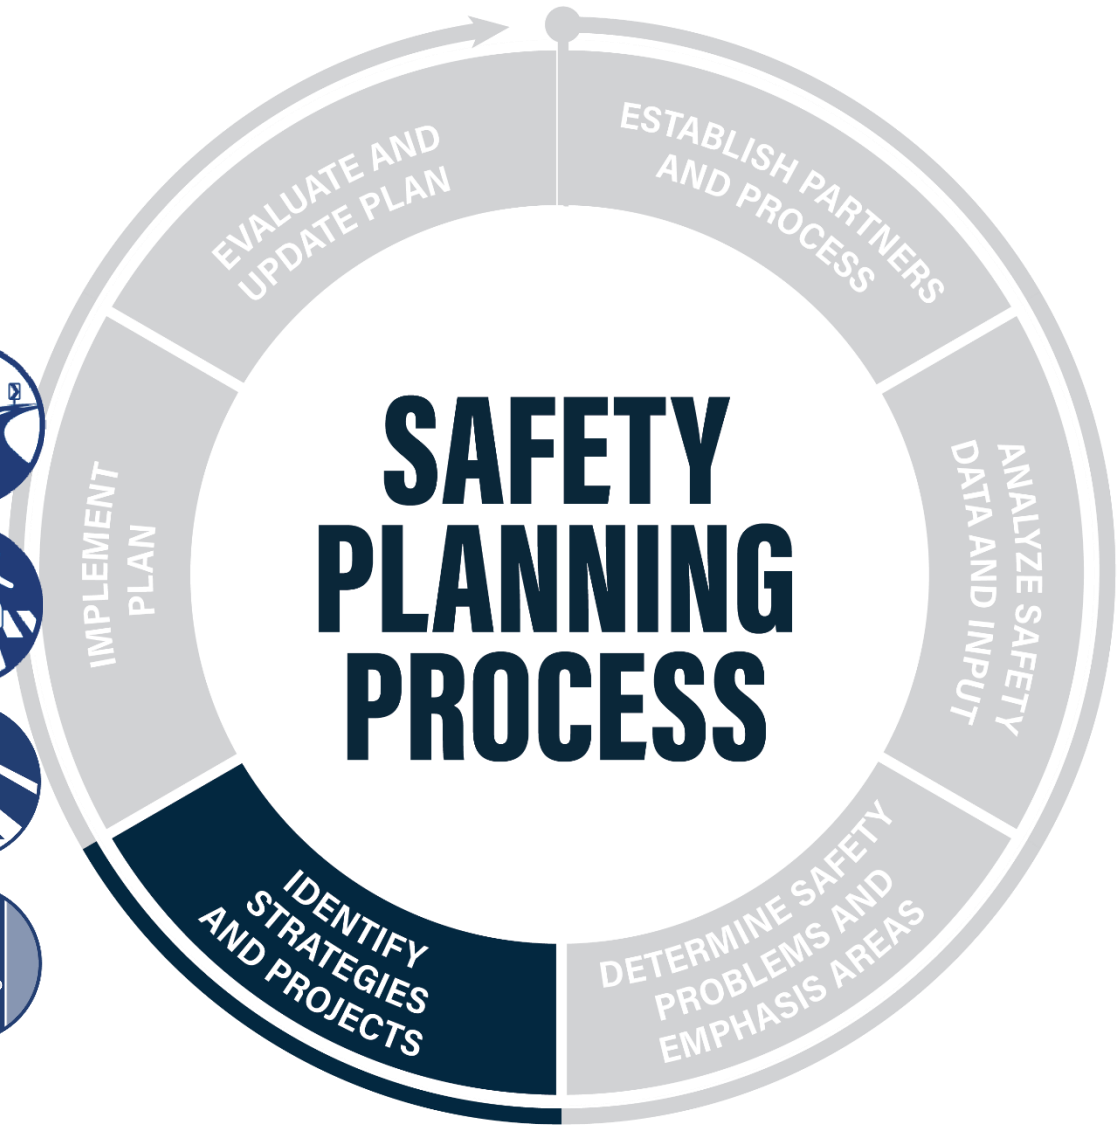 SAFETY
PLANNING
PROCESS
ESTABLISH PARTNERS
AND PROCESS
ANALYZE SAFETY
DATA AND INPUT
DETERMINE SAFETY
PROBLEMS AND
EMPHASIS AREAS
IDENTIFY
STRATEGIES
AND PROJECTS
IMPLEMENT
PLAN
EVALUATE AND
UPDATE PLAN